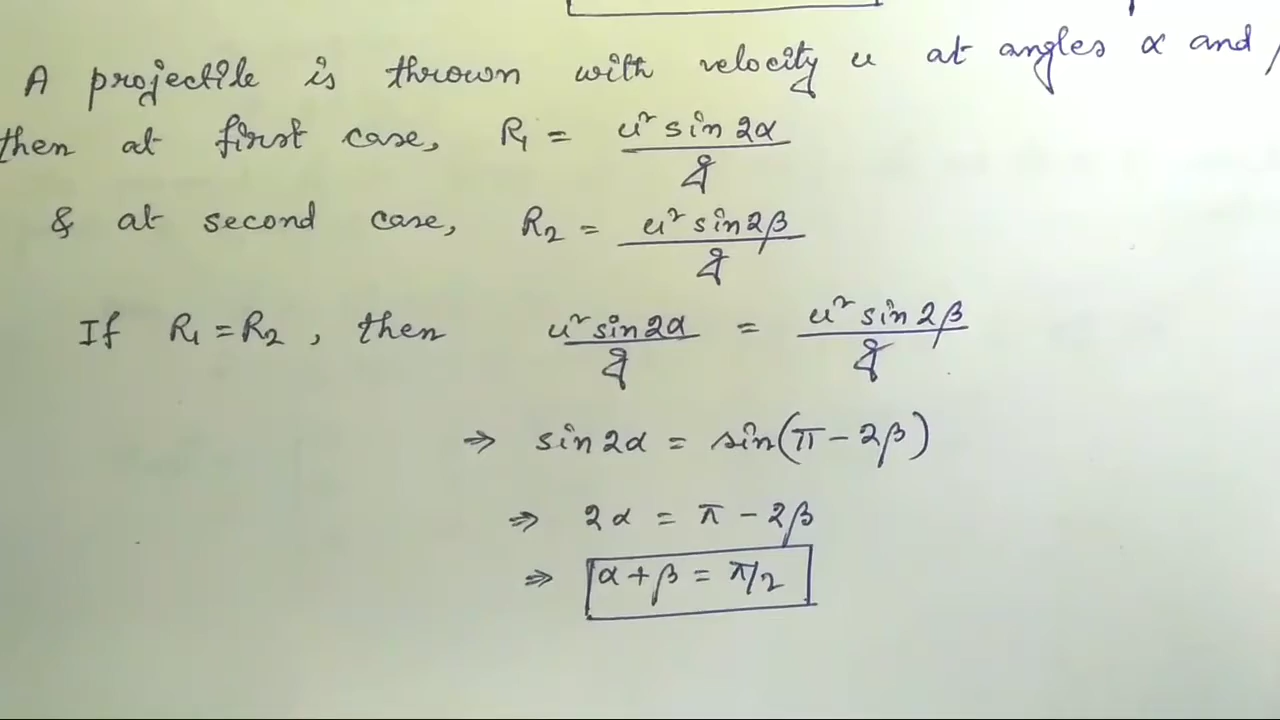 A projectile is thrown with velocity u at angles α and
then at first case, R₁ = u² sin 2α / g
& at second case, R₂ = u² sin 2β / g
If R₁ = R₂, then u² sin 2α / g = u² sin 2β / g
⇒ sin 2α = sin(π − 2β)
⇒ 2α = π − 2β
⇒ α + β = π/2